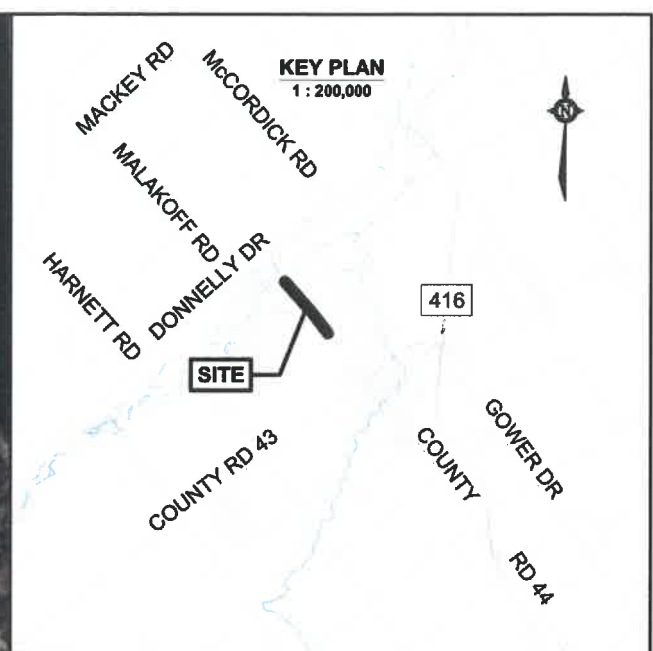 KEY PLAN
1 : 200,000
MACKEY RD
McCORDICK RD
N
MALAKOFF RD
HARNETT RD
DONNELLY DR
416
SITE
COUNTY RD 43
GOWER DR
COUNTY
RD 44